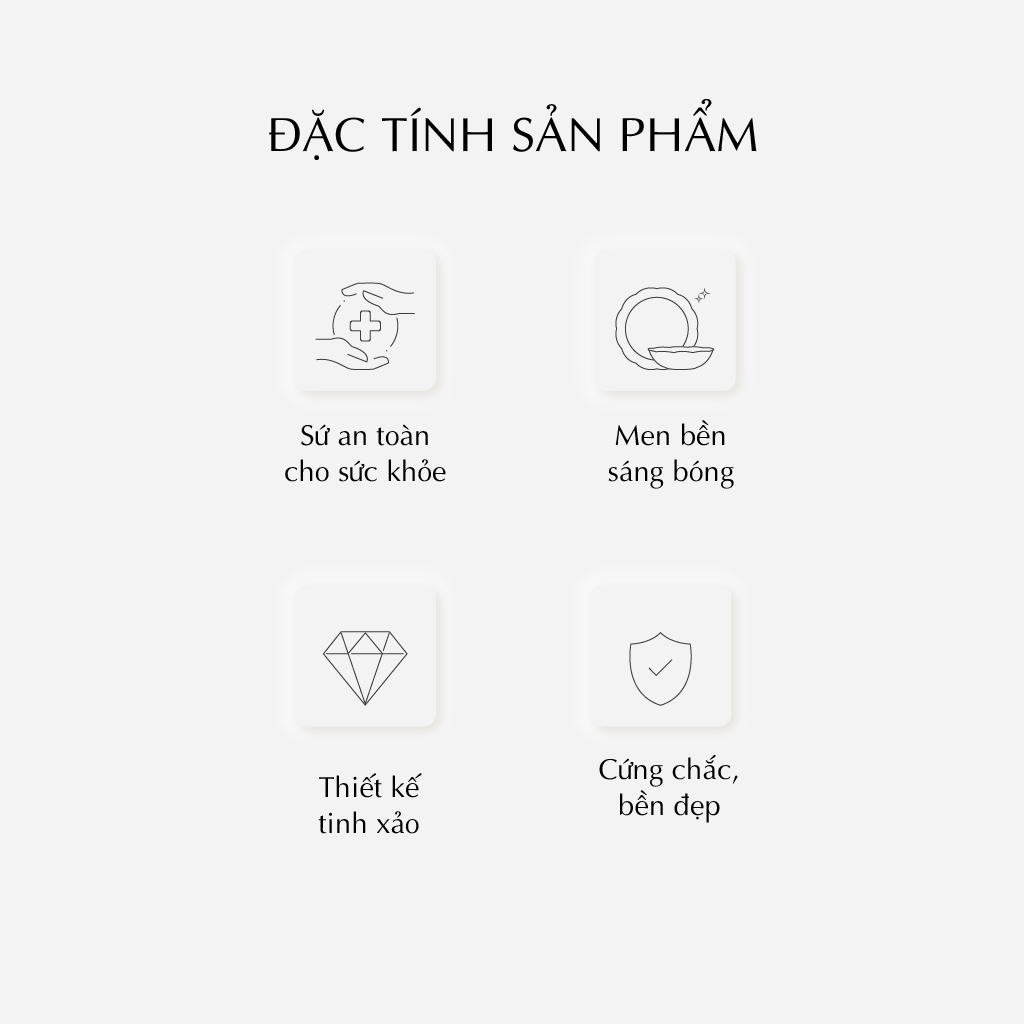 ĐẶC TÍNH SẢN PHẨM
Sứ an toàn
cho sức khỏe
Men bền
sáng bóng
Thiết kế
tinh xảo
Cứng chắc,
bền đẹp